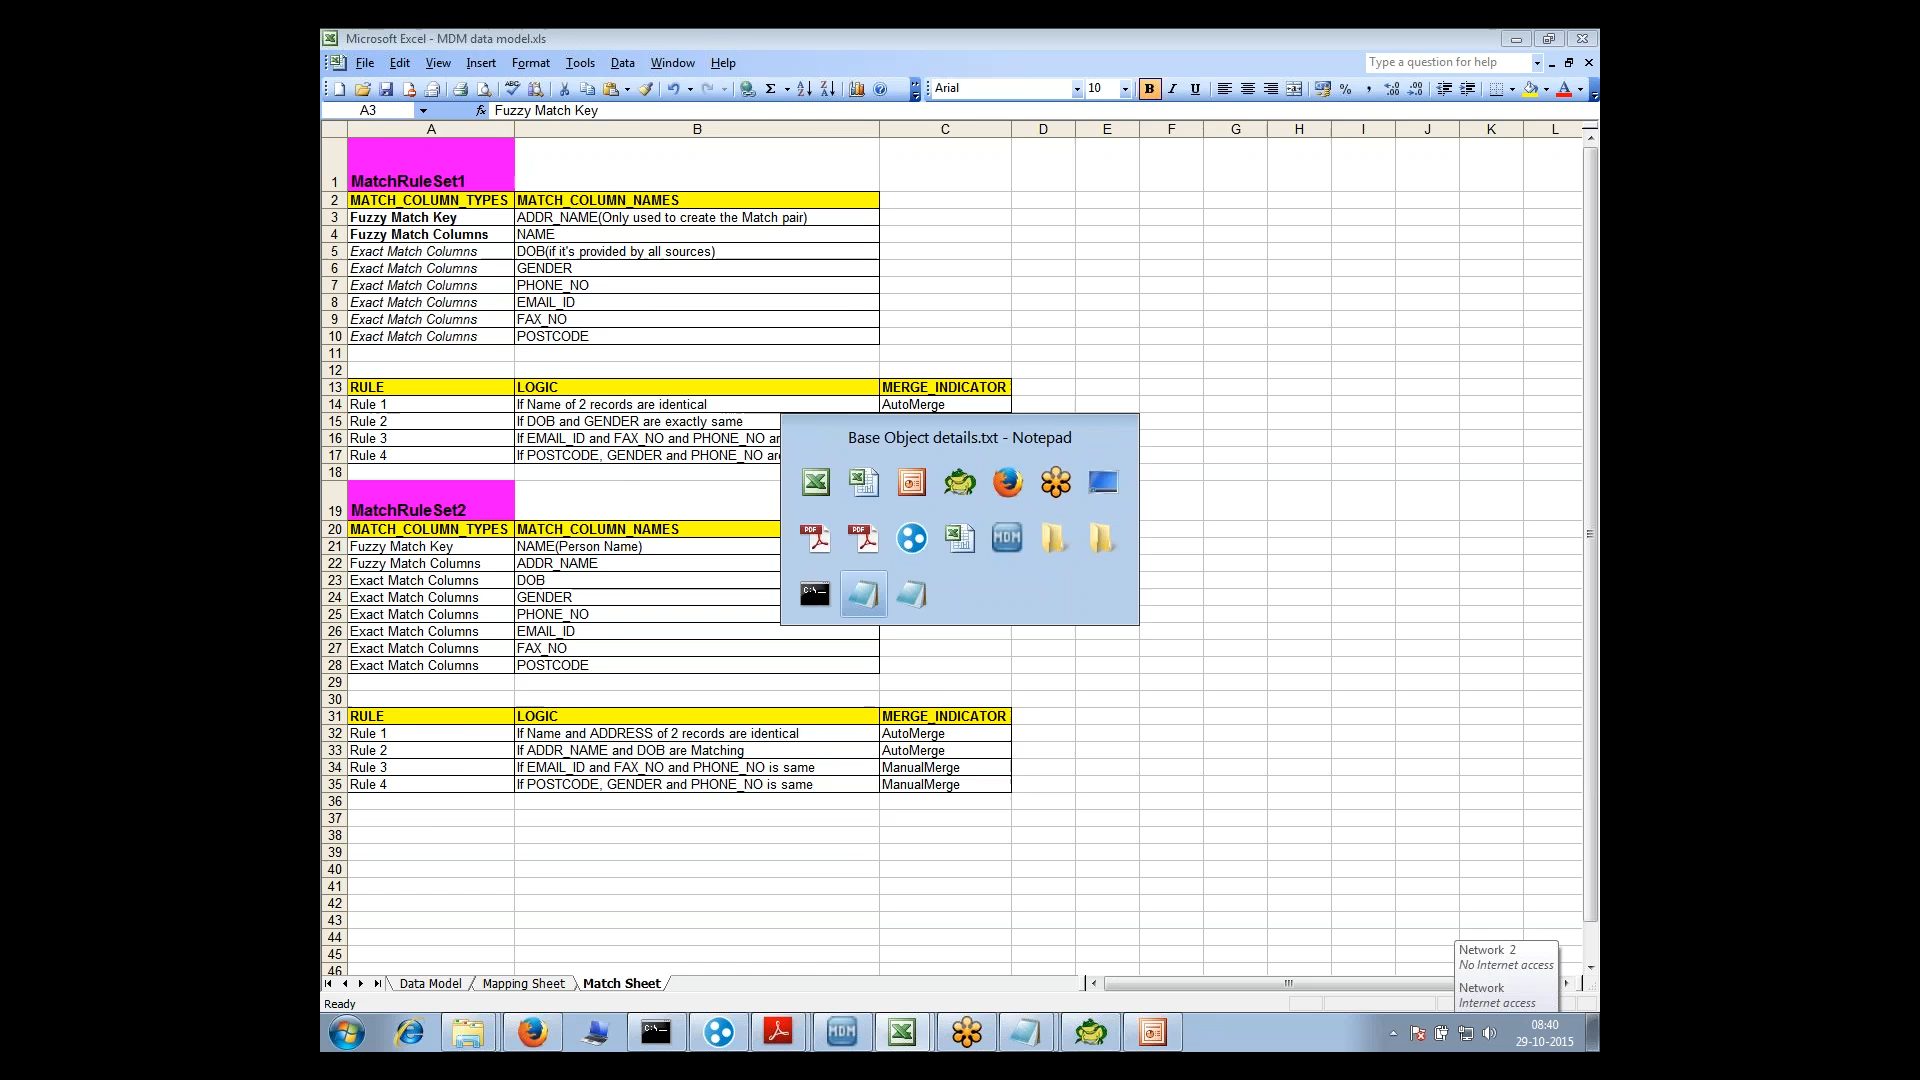 Microsoft Excel - MDM data model.xls
File Edit View Insert Format Tools Data Window Help
Type a question for help
Arial 10 B I U
A3 fx Fuzzy Match Key
A B C D E F G H I J K L
1 MatchRuleSet1
2 MATCH_COLUMN_TYPES MATCH_COLUMN_NAMES
3 Fuzzy Match Key ADDR_NAME(Only used to create the Match pair)
4 Fuzzy Match Columns NAME
5 Exact Match Columns DOB(if it's provided by all sources)
6 Exact Match Columns GENDER
7 Exact Match Columns PHONE_NO
8 Exact Match Columns EMAIL_ID
9 Exact Match Columns FAX_NO
10 Exact Match Columns POSTCODE
11
12
13 RULE LOGIC MERGE_INDICATOR
14 Rule 1 If Name of 2 records are identical AutoMerge
15 Rule 2 If DOB and GENDER are exactly same
16 Rule 3 If EMAIL_ID and FAX_NO and PHONE_NO ar
17 Rule 4 If POSTCODE, GENDER and PHONE_NO are
18
Base Object details.txt - Notepad
PDF PDF MDM
C:\
19 MatchRuleSet2
20 MATCH_COLUMN_TYPES MATCH_COLUMN_NAMES
21 Fuzzy Match Key NAME(Person Name)
22 Fuzzy Match Columns ADDR_NAME
23 Exact Match Columns DOB
24 Exact Match Columns GENDER
25 Exact Match Columns PHONE_NO
26 Exact Match Columns EMAIL_ID
27 Exact Match Columns FAX_NO
28 Exact Match Columns POSTCODE
29
30
31 RULE LOGIC MERGE_INDICATOR
32 Rule 1 If Name and ADDRESS of 2 records are identical AutoMerge
33 Rule 2 If ADDR_NAME and DOB are Matching AutoMerge
34 Rule 3 If EMAIL_ID and FAX_NO and PHONE_NO is same ManualMerge
35 Rule 4 If POSTCODE, GENDER and PHONE_NO is same ManualMerge
36
37
38
39
40
41
42
43
44
45
46
Network 2
No Internet access
Network
Internet access
Data Model Mapping Sheet Match Sheet
Ready
C:\ MDM
08:40
29-10-2015